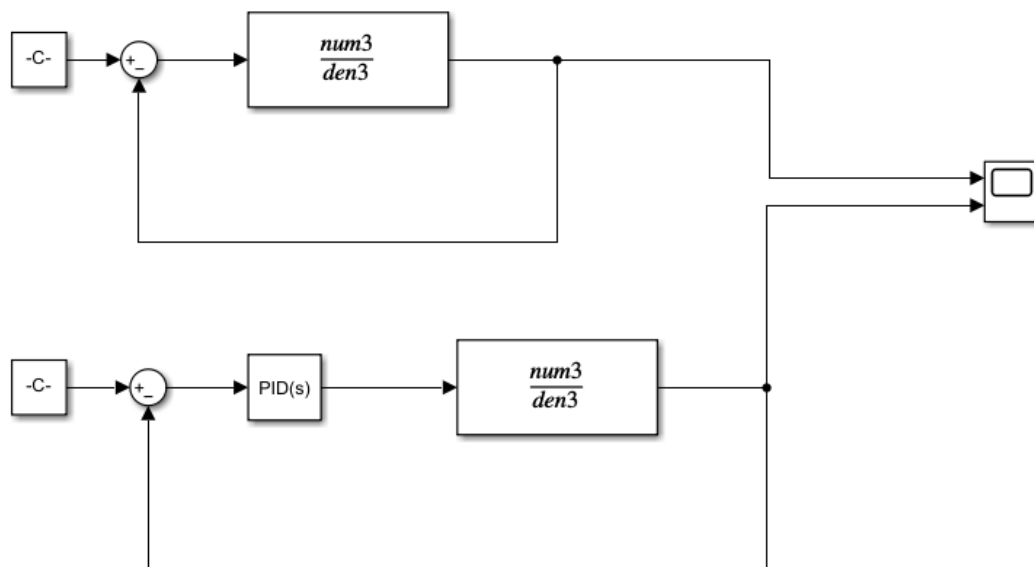 -C-
+
−
num3
den3
-C-
+
−
PID(s)
num3
den3